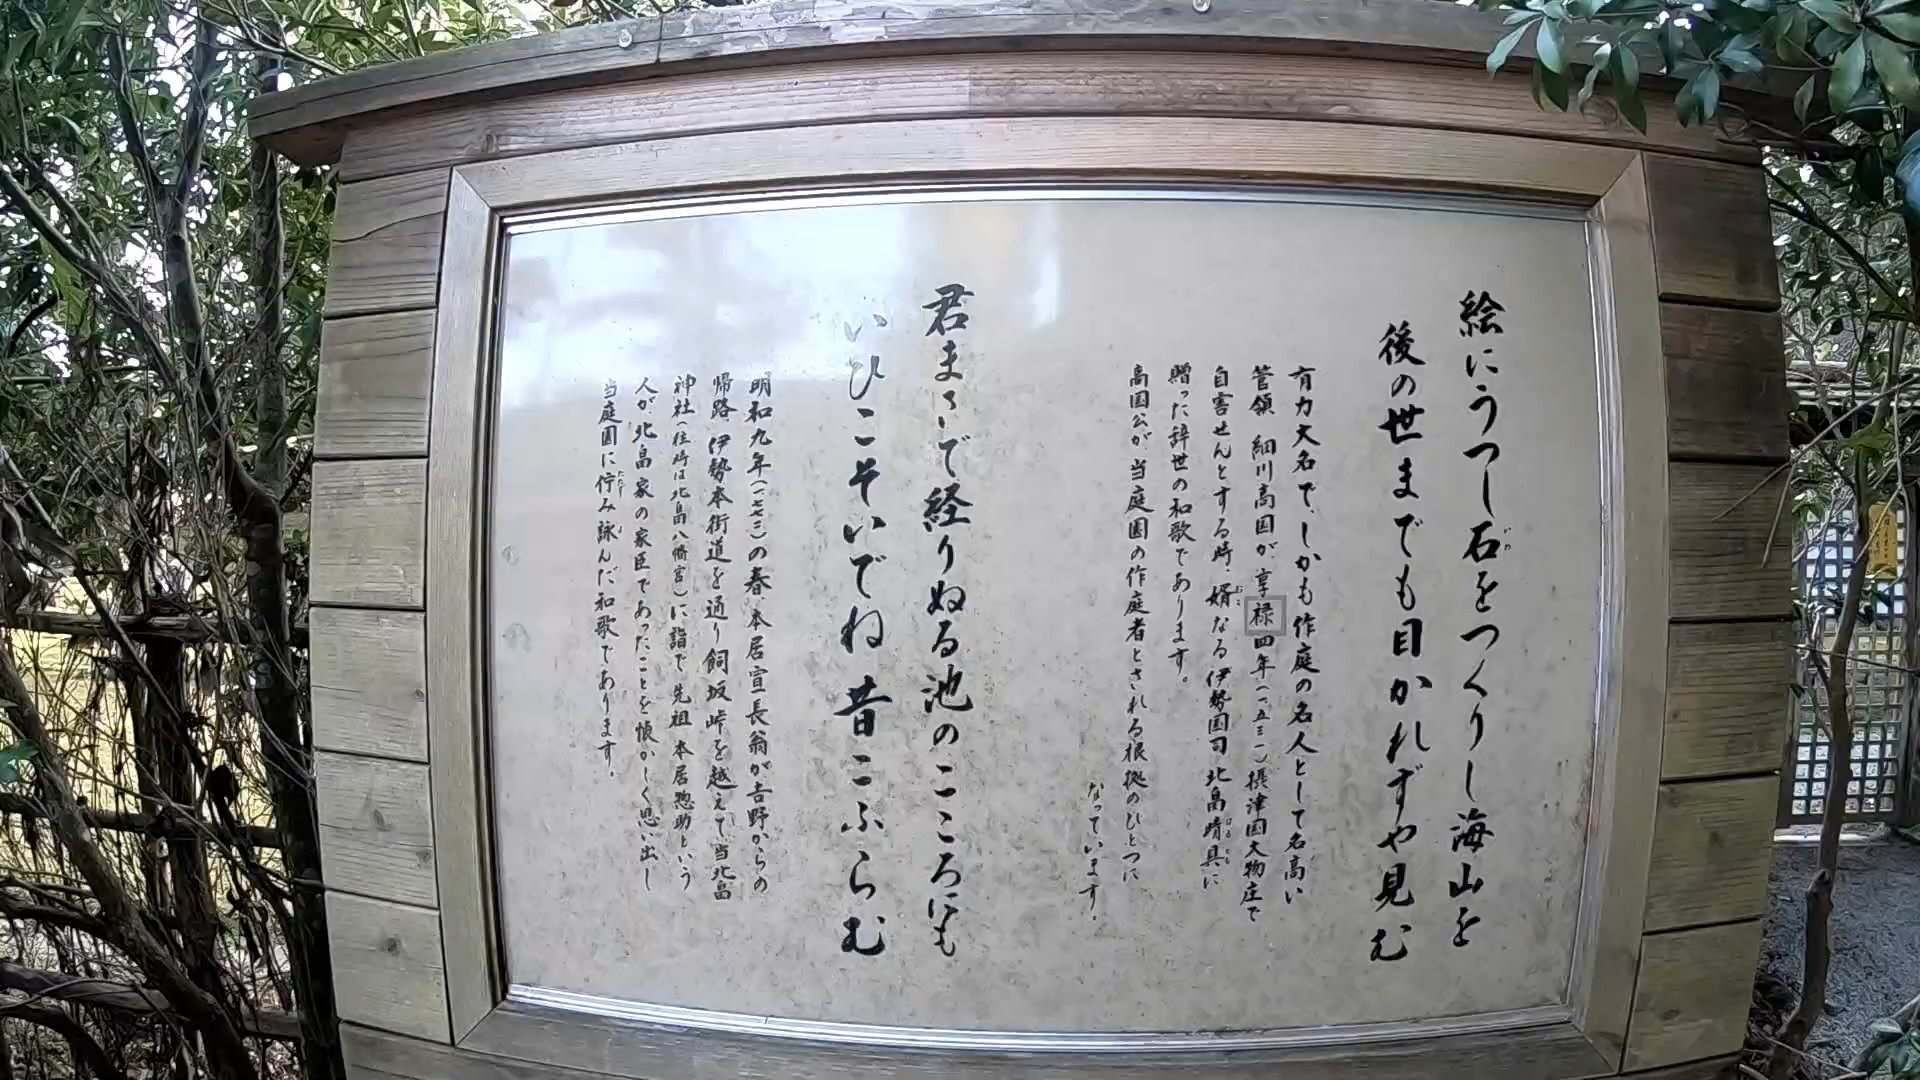 絵にうつし石をつくりし海山を
後の世までも目かれずや見む
有力大名で、しかも作庭の名人として名高い
管領 細川高国が、享禄四年(一五三一)摂津国大物庄で
自害せんとする時、婿なる伊勢国司 北畠晴具に
贈った辞世の和歌であります。
高国公が、当庭園の作庭者とされる根拠のひとつに
なっています。
君まさで経りぬる池のこころにも
いひこそいでね昔こふらむ
明和九年(一七七二)の春、本居宣長翁が吉野からの
帰路、伊勢本街道を通り飼坂峠を越えて、当北畠
神社(往時は北畠八幡宮)に詣で、先祖 本居惣助という
人が、北畠家の家臣であったことを懐かしく思い出し
当庭園に佇み詠んだ和歌であります。